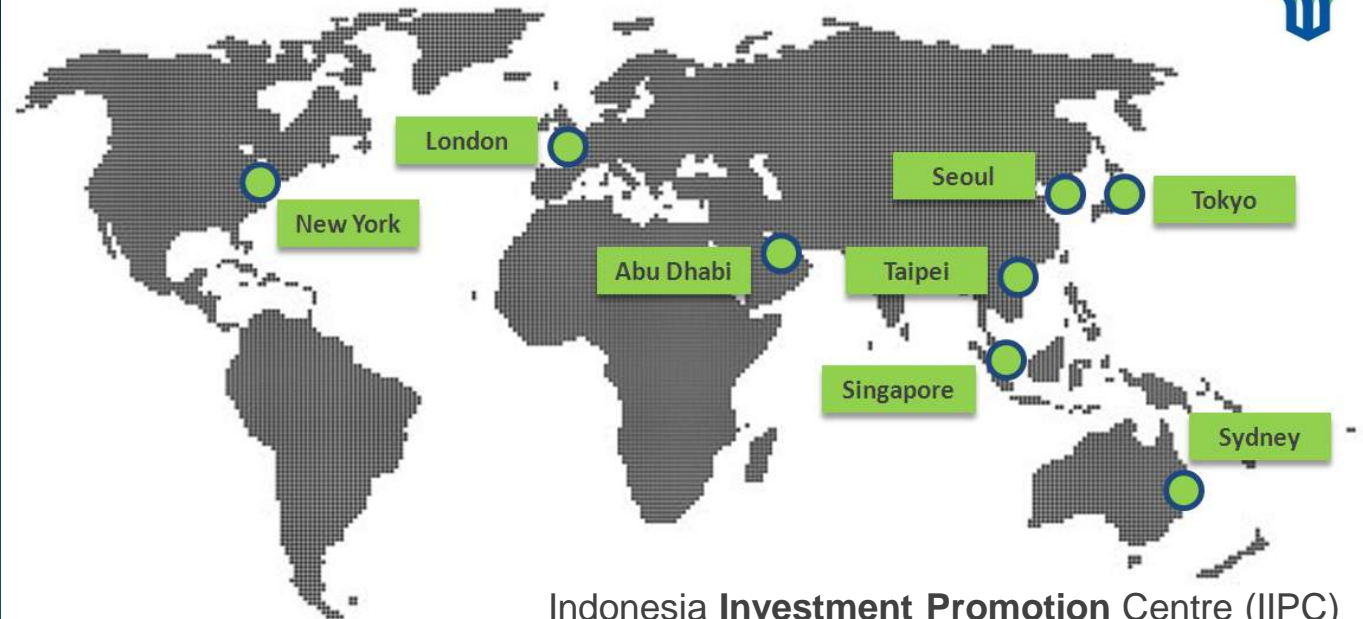 London
Seoul
Tokyo
New York
Abu Dhabi
Taipei
Singapore
Sydney
Indonesia Investment Promotion Centre (IIPC)